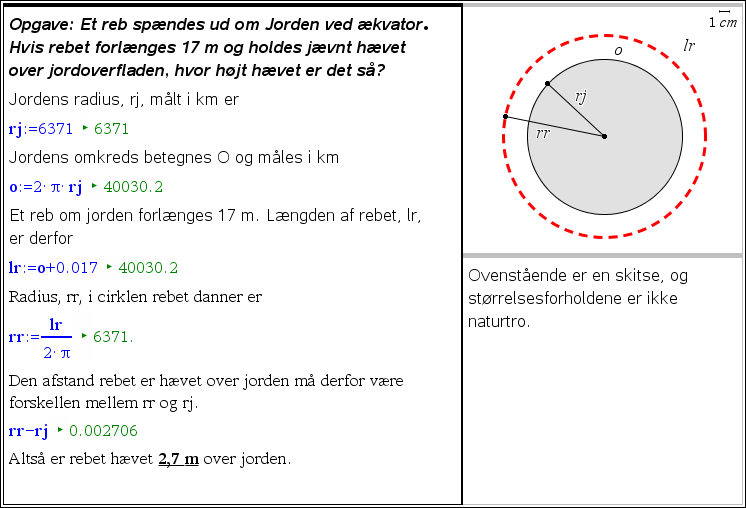 Opgave: Et reb spændes ud om Jorden ved ækvator.
Hvis rebet forlænges 17 m og holdes jævnt hævet
over jordoverfladen, hvor højt hævet er det så?
Jordens radius, rj, målt i km er
rj:=6371 ▸ 6371
Jordens omkreds betegnes O og måles i km
o:=2· π· rj ▸ 40030.2
Et reb om jorden forlænges 17 m. Længden af rebet, lr,
er derfor
lr:=o+0.017 ▸ 40030.2
Radius, rr, i cirklen rebet danner er
rr:=lr/2· π ▸ 6371.
Den afstand rebet er hævet over jorden må derfor være
forskellen mellem rr og rj.
rr−rj ▸ 0.002706
Altså er rebet hævet 2,7 m over jorden.
1 cm
o
lr
rj
rr
Ovenstående er en skitse, og
størrelsesforholdene er ikke
naturtro.